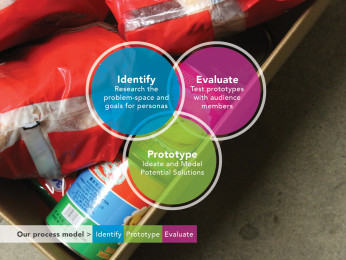 Identify
Research the
problem-space and
goals for personas
Evaluate
Test prototypes
with audience
members
Prototype
Ideate and Model
Potential Solutions
Our process model > Identify Prototype Evaluate